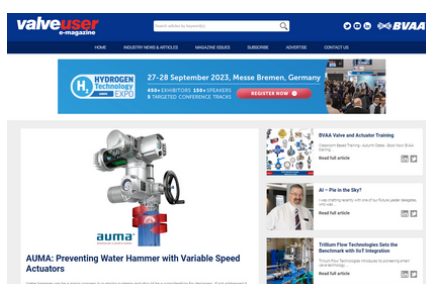 valveuser
e-magazine
Search articles by keyword(s)
BVAA
HOME
INDUSTRY NEWS & ARTICLES
MAGAZINE ISSUES
SUBSCRIBE
ADVERTISE
CONTACT US
H2
HYDROGEN
Technology
EXPO
27-28 September 2023, Messe Bremen, Germany
450+ EXHIBITORS 150+ SPEAKERS
5 TARGETED CONFERENCE TRACKS
REGISTER NOW
auma
AUMA: Preventing Water Hammer with Variable Speed
Actuators
BVAA Valve and Actuator Training
Read full article
AI – Pie in the Sky?
Read full article
Trillium Flow Technologies Sets the
Benchmark with IIoT Integration
Read full article